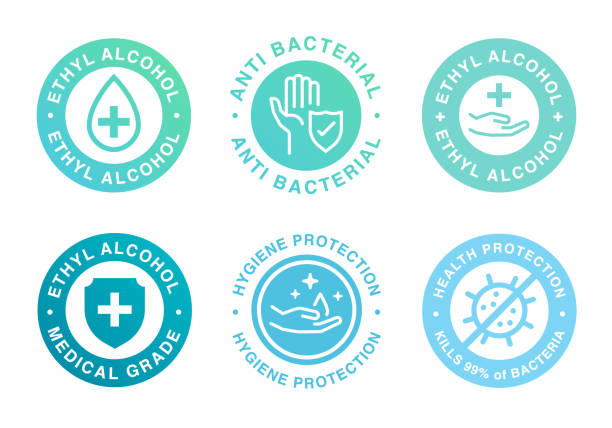 ETHYL ALCOHOL
ETHYL ALCOHOL
ANTI BACTERIAL
ANTI BACTERIAL
ETHYL ALCOHOL
ETHYL ALCOHOL
ETHYL ALCOHOL
MEDICAL GRADE
HYGIENE PROTECTION
HYGIENE PROTECTION
HEALTH PROTECTION
KILLS 99% of BACTERIA